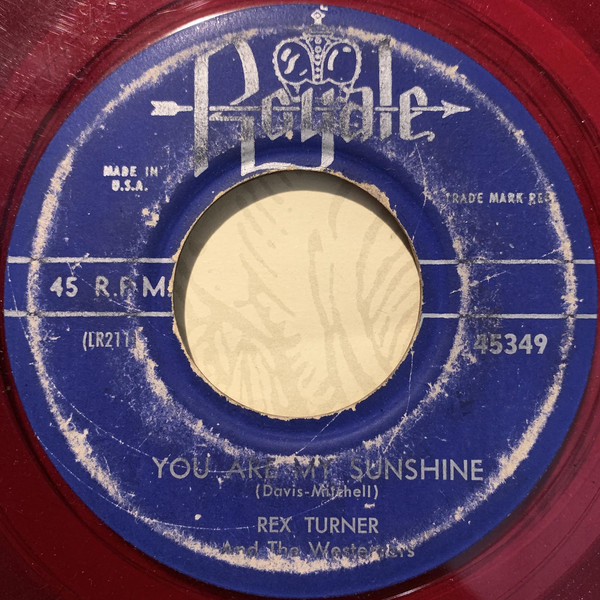 Royale
MADE IN
U.S.A.
TRADE MARK REG
45 R.P.M.
(LR211
45349
YOU ARE MY SUNSHINE
(Davis-Mitchell)
REX TURNER
And The Westerners